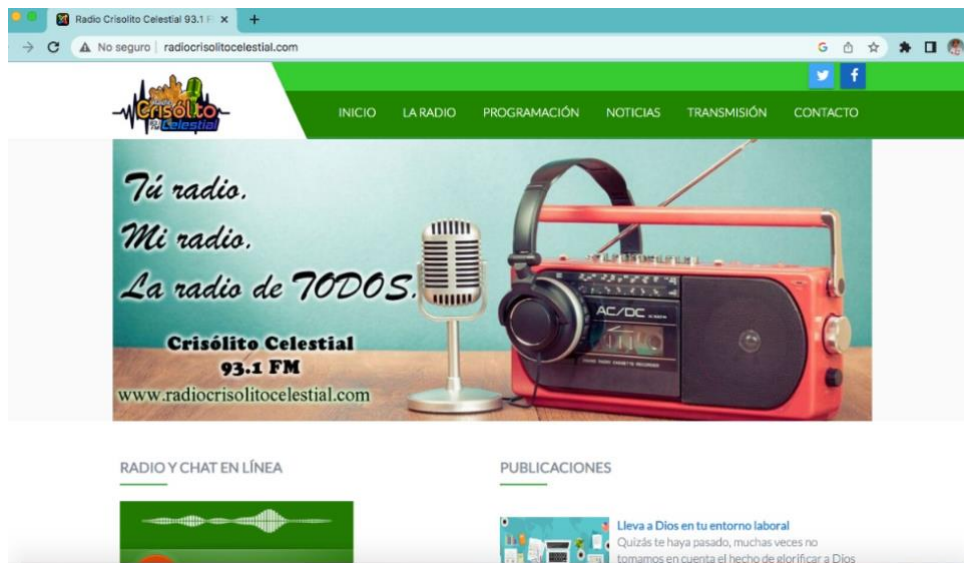 Radio Crisolito Celestial 93.1 F
No seguro | radiocrisolitocelestial.com
Crisólito
Celestial
INICIO LA RADIO PROGRAMACIÓN NOTICIAS TRANSMISIÓN CONTACTO
Tú radio.
Mi radio.
La radio de TODOS.
Crisólito Celestial
93.1 FM
www.radiocrisolitocelestial.com
AC/DC
RADIO Y CHAT EN LÍNEA
PUBLICACIONES
Lleva a Dios en tu entorno laboral
Quizás te haya pasado, muchas veces no
tomamos en cuenta el hecho de glorificar a Dios